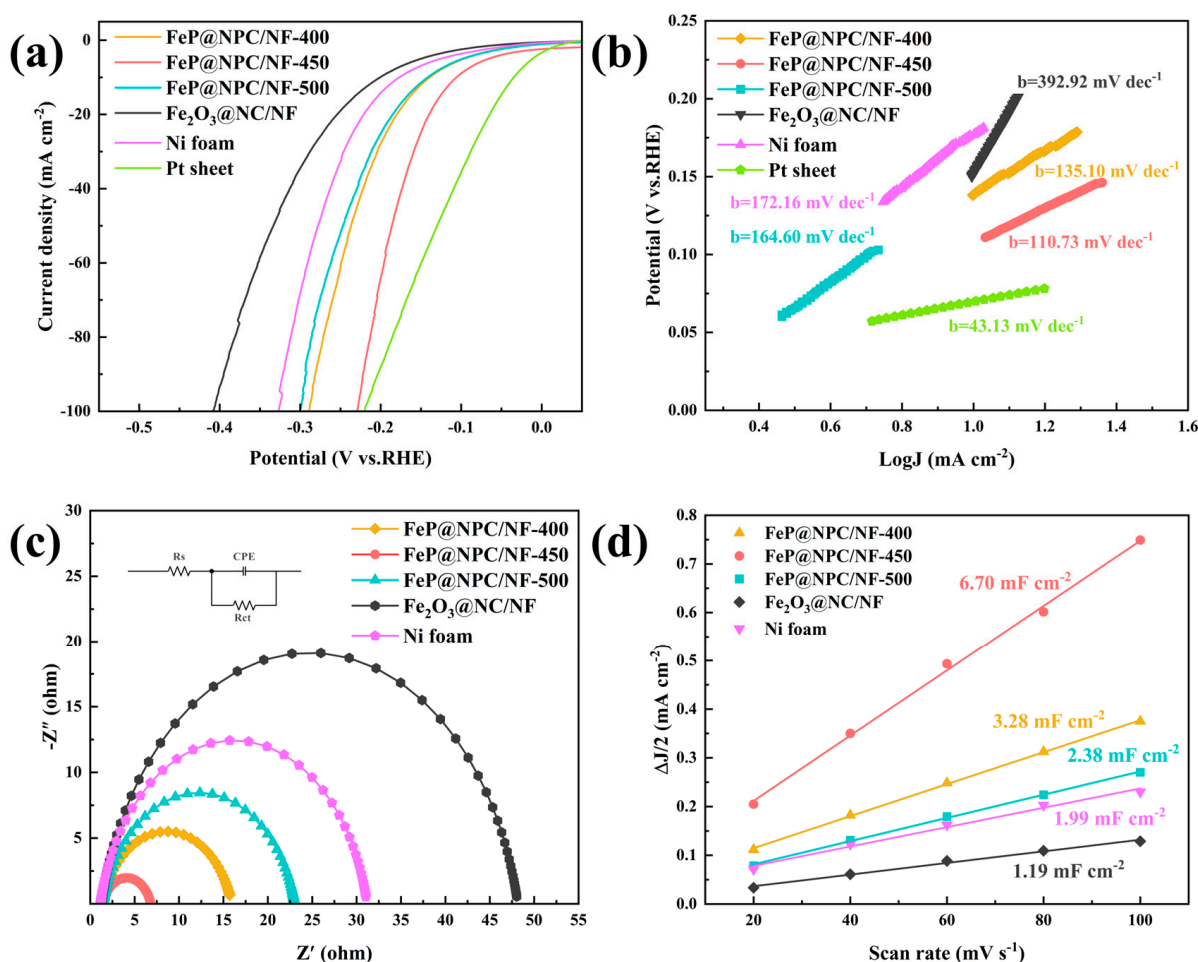 (a)
FeP@NPC/NF-400
FeP@NPC/NF-450
FeP@NPC/NF-500
Fe₂O₃@NC/NF
Ni foam
Pt sheet
0
-20
-40
-60
-80
-100
Current density (mA cm⁻²)
-0.5
-0.4
-0.3
-0.2
-0.1
0.0
Potential (V vs.RHE)
(b)
FeP@NPC/NF-400
FeP@NPC/NF-450
FeP@NPC/NF-500
Fe₂O₃@NC/NF
Ni foam
Pt sheet
b=392.92 mV dec⁻¹
b=135.10 mV dec⁻¹
b=172.16 mV dec⁻¹
b=164.60 mV dec⁻¹
b=110.73 mV dec⁻¹
b=43.13 mV dec⁻¹
0.25
0.20
0.15
0.10
0.05
0.00
Potential (V vs.RHE)
0.4
0.6
0.8
1.0
1.2
1.4
1.6
LogJ (mA cm⁻²)
(c)
Rs
CPE
Rct
FeP@NPC/NF-400
FeP@NPC/NF-450
FeP@NPC/NF-500
Fe₂O₃@NC/NF
Ni foam
30
25
20
15
10
5
0
-Z″ (ohm)
0
5
10
15
20
25
30
35
40
45
50
55
Z′ (ohm)
(d)
FeP@NPC/NF-400
FeP@NPC/NF-450
FeP@NPC/NF-500
Fe₂O₃@NC/NF
Ni foam
6.70 mF cm⁻²
3.28 mF cm⁻²
2.38 mF cm⁻²
1.99 mF cm⁻²
1.19 mF cm⁻²
0.8
0.7
0.6
0.5
0.4
0.3
0.2
0.1
0.0
ΔJ/2 (mA cm⁻²)
20
40
60
80
100
Scan rate (mV s⁻¹)